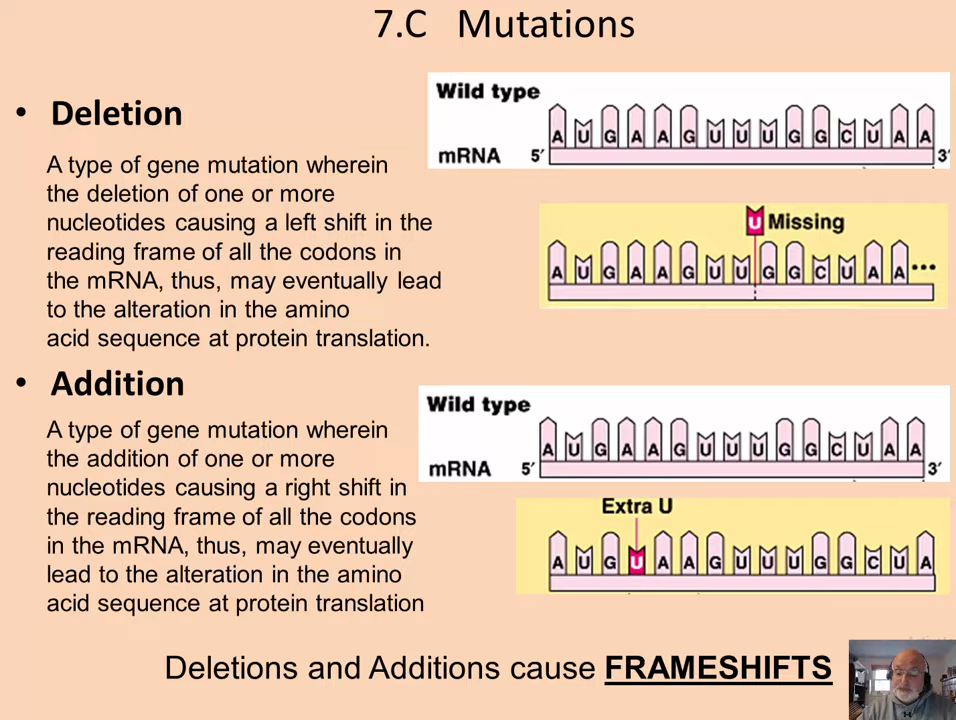 7.C Mutations
• Deletion
A type of gene mutation wherein
the deletion of one or more
nucleotides causing a left shift in the
reading frame of all the codons in
the mRNA, thus, may eventually lead
to the alteration in the amino
acid sequence at protein translation.
Wild type
A U G A A G U U U G G C U A A
mRNA 5′ 3′
U Missing
A U G A A G U U G G C U A A ...
• Addition
A type of gene mutation wherein
the addition of one or more
nucleotides causing a right shift in
the reading frame of all the codons
in the mRNA, thus, may eventually
lead to the alteration in the amino
acid sequence at protein translation
Wild type
A U G A A G U U U G G C U A A
mRNA 5′ 3′
Extra U
A U G U A A G U U U G G C U A
Deletions and Additions cause FRAMESHIFTS